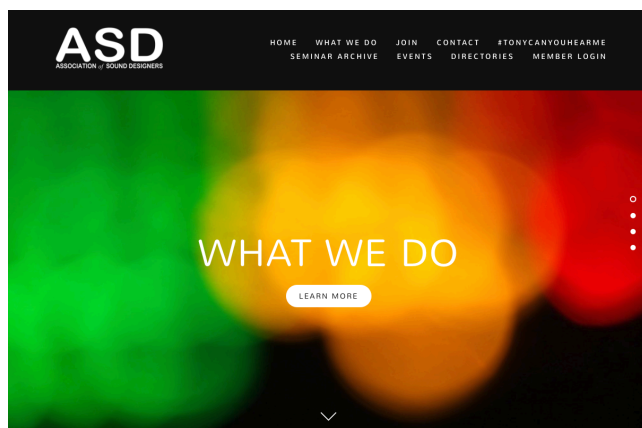 ASD
ASSOCIATION of SOUND DESIGNERS
HOME WHAT WE DO JOIN CONTACT #TONYCANYOUHEARME
SEMINAR ARCHIVE EVENTS DIRECTORIES MEMBER LOGIN
WHAT WE DO
LEARN MORE